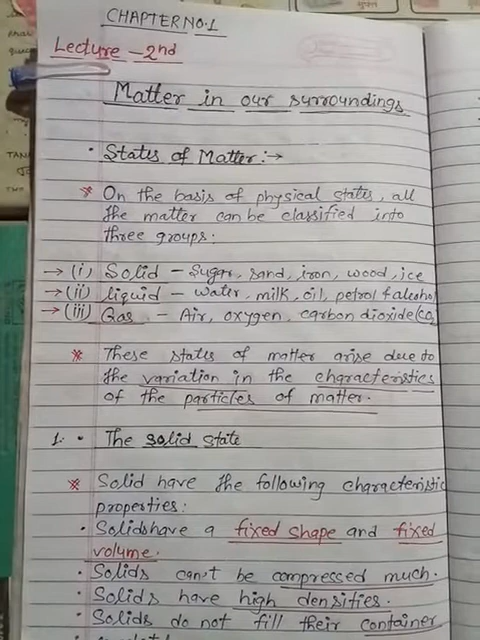 CHAPTER NO.1
Lecture - 2nd
Matter in our surroundings
• States of Matter:→
* On the basis of physical states, all
the matter can be classified into
three groups:
→ (i) Solid - Sugar, sand, iron, wood, ice
→ (ii) liquid - Water, milk, oil, petrol & alcohol
→ (iii) Gas - Air, oxygen, carbon dioxide (CO2
* These states of matter arise due to
the variation in the characteristics
of the particles of matter.
1. • The solid state
* Solid have the following characteristic
properties:
• Solids have a fixed shape and fixed
volume.
• Solids can't be compressed much.
• Solids have high densities.
• Solids do not fill their container